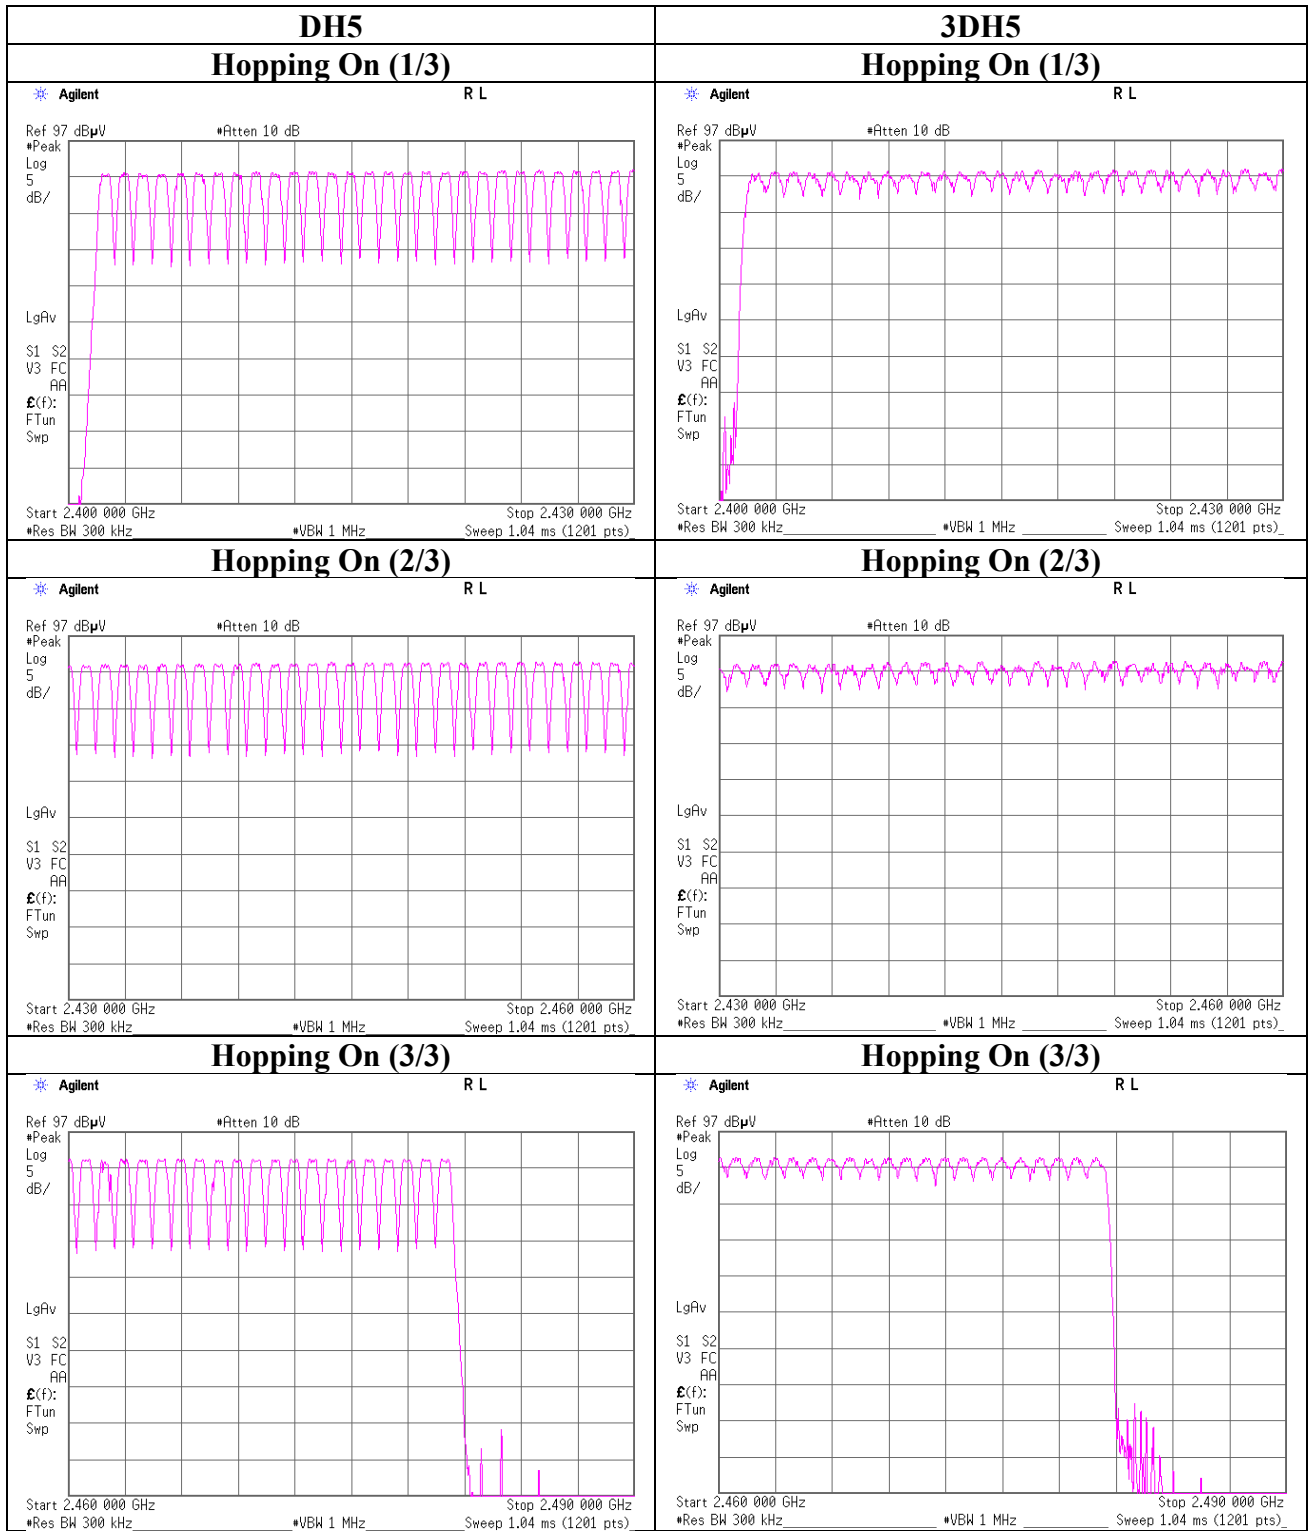 DH5
3DH5
Hopping On (1/3)
Hopping On (1/3)
Agilent
R L
Ref 97 dBµV
#Atten 10 dB
#Peak
Log
5
dB/
LgAv
S1 S2
V3 FC
AA
£(f):
FTun
Swp
Start 2.400 000 GHz
Stop 2.430 000 GHz
#Res BW 300 kHz
#VBW 1 MHz
Sweep 1.04 ms (1201 pts)
Agilent
R L
Ref 97 dBµV
#Atten 10 dB
#Peak
Log
5
dB/
LgAv
S1 S2
V3 FC
AA
£(f):
FTun
Swp
Start 2.400 000 GHz
Stop 2.430 000 GHz
#Res BW 300 kHz
#VBW 1 MHz
Sweep 1.04 ms (1201 pts)
Hopping On (2/3)
Hopping On (2/3)
Agilent
R L
Ref 97 dBµV
#Atten 10 dB
#Peak
Log
5
dB/
LgAv
S1 S2
V3 FC
AA
£(f):
FTun
Swp
Start 2.430 000 GHz
Stop 2.460 000 GHz
#Res BW 300 kHz
#VBW 1 MHz
Sweep 1.04 ms (1201 pts)
Agilent
R L
Ref 97 dBµV
#Atten 10 dB
#Peak
Log
5
dB/
LgAv
S1 S2
V3 FC
AA
£(f):
FTun
Swp
Start 2.430 000 GHz
Stop 2.460 000 GHz
#Res BW 300 kHz
#VBW 1 MHz
Sweep 1.04 ms (1201 pts)
Hopping On (3/3)
Hopping On (3/3)
Agilent
R L
Ref 97 dBµV
#Atten 10 dB
#Peak
Log
5
dB/
LgAv
S1 S2
V3 FC
AA
£(f):
FTun
Swp
Start 2.460 000 GHz
Stop 2.490 000 GHz
#Res BW 300 kHz
#VBW 1 MHz
Sweep 1.04 ms (1201 pts)
Agilent
R L
Ref 97 dBµV
#Atten 10 dB
#Peak
Log
5
dB/
LgAv
S1 S2
V3 FC
AA
£(f):
FTun
Swp
Start 2.460 000 GHz
Stop 2.490 000 GHz
#Res BW 300 kHz
#VBW 1 MHz
Sweep 1.04 ms (1201 pts)